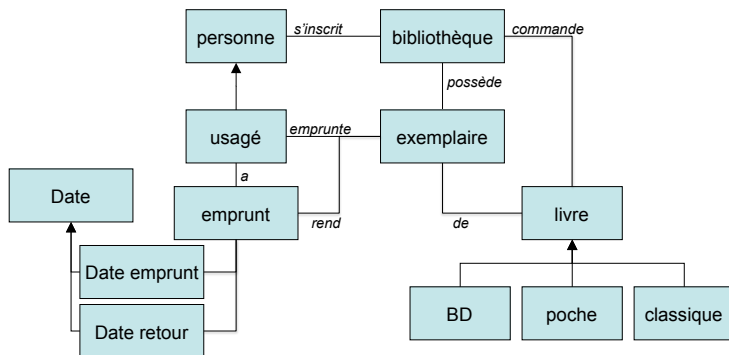 personne
s'inscrit
bibliothèque
commande
possède
usagé
emprunte
exemplaire
a
Date
emprunt
rend
de
livre
Date emprunt
Date retour
BD
poche
classique